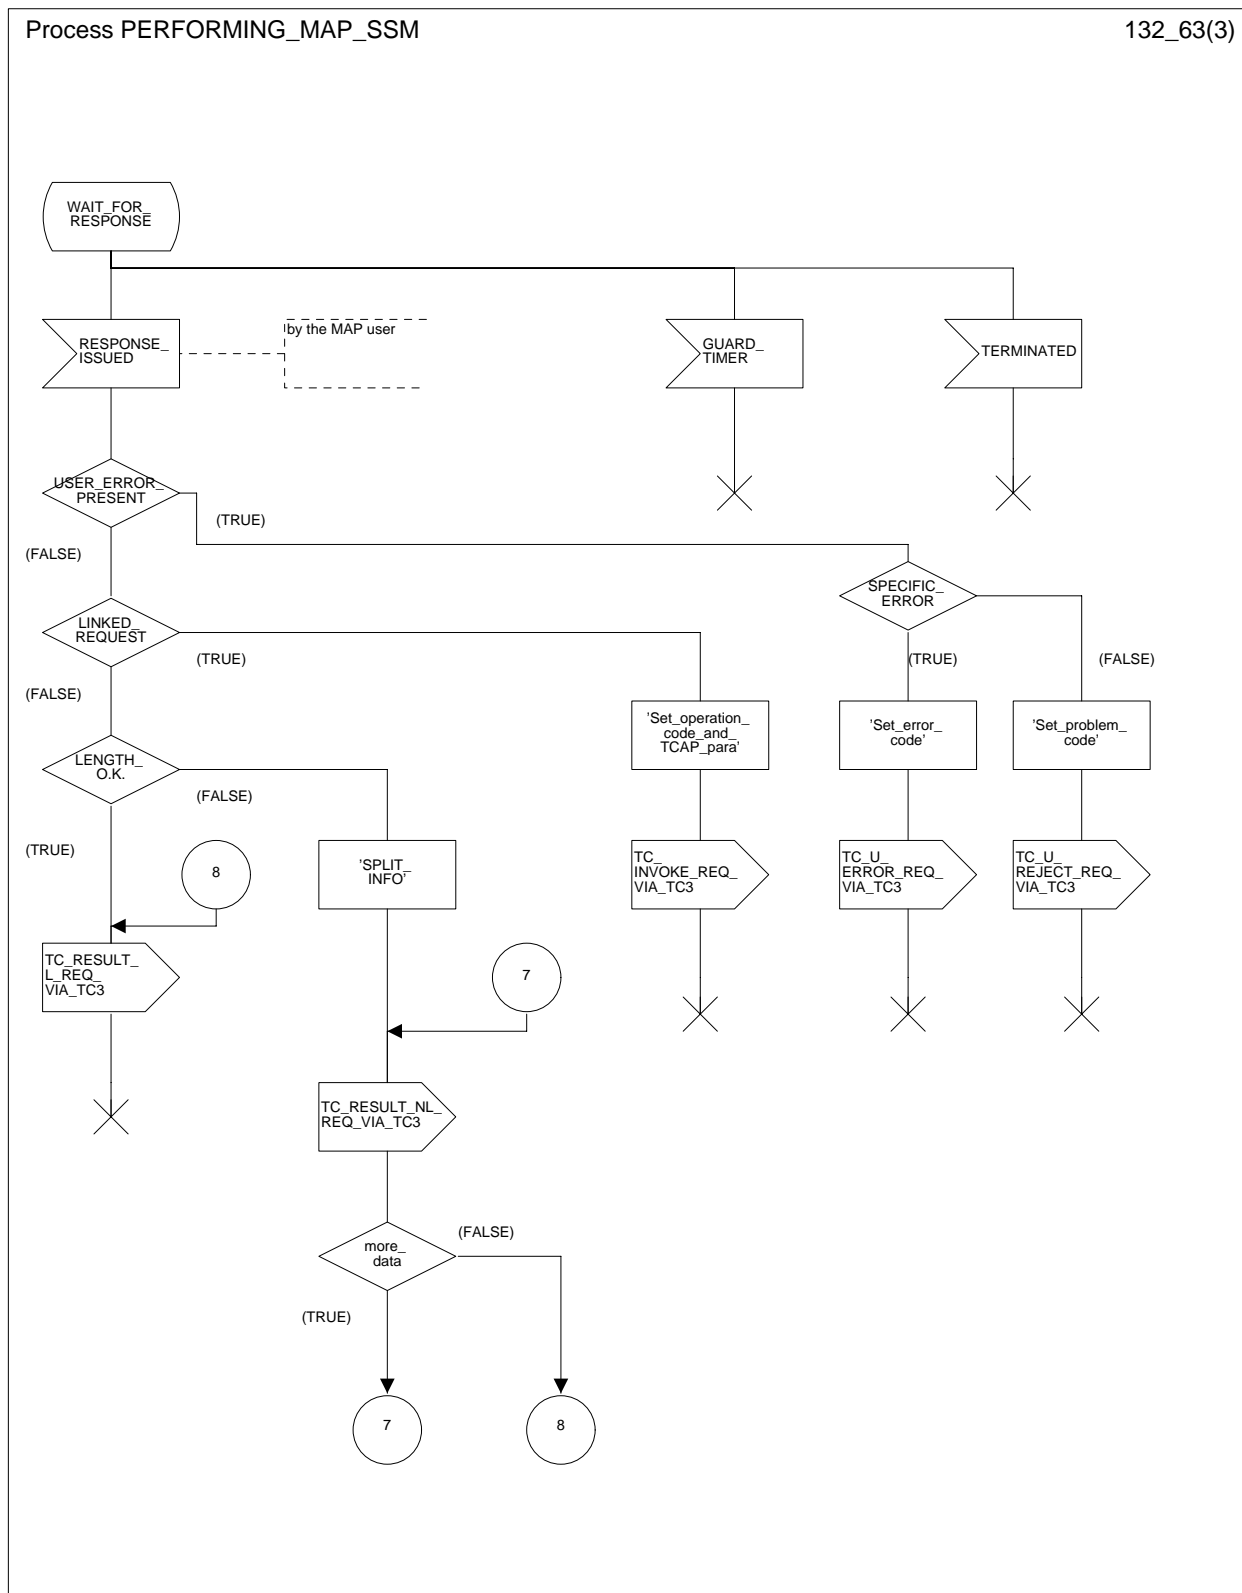 Process PERFORMING_MAP_SSM
132_63(3)
WAIT_FOR_
RESPONSE
RESPONSE_
ISSUED
by the MAP user
GUARD_
TIMER
TERMINATED
USER_ERROR_
PRESENT
(TRUE)
(FALSE)
SPECIFIC_
ERROR
LINKED_
REQUEST
(TRUE)
(TRUE)
(FALSE)
(FALSE)
'Set_operation_
code_and_
TCAP_para'
'Set_error_
code'
'Set_problem_
code'
LENGTH_
O.K.
(FALSE)
(TRUE)
8
'SPLIT_
INFO'
TC_
INVOKE_REQ_
VIA_TC3
TC_U_
ERROR_REQ_
VIA_TC3
TC_U_
REJECT_REQ_
VIA_TC3
TC_RESULT_
L_REQ_
VIA_TC3
7
TC_RESULT_NL_
REQ_VIA_TC3
more_
data
(FALSE)
(TRUE)
7
8